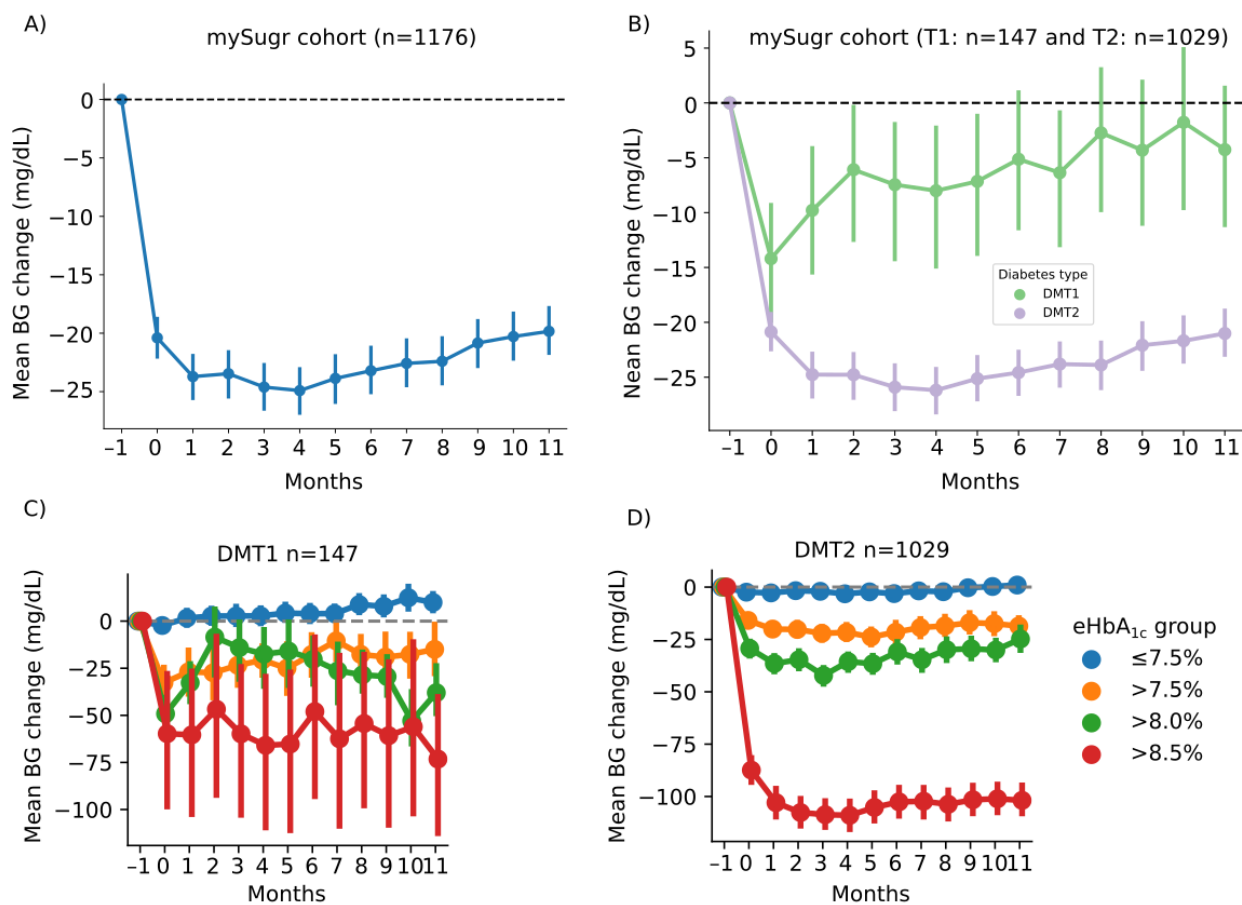 A)
mySugr cohort (n=1176)
Mean BG change (mg/dL)
0
−5
−10
−15
−20
−25
−1 0 1 2 3 4 5 6 7 8 9 10 11
Months
B)
mySugr cohort (T1: n=147 and T2: n=1029)
Nean BG change (mg/dL)
5
0
−5
−10
−15
−20
−25
Diabetes type
DMT1
DMT2
−1 0 1 2 3 4 5 6 7 8 9 10 11
Months
C)
DMT1 n=147
Mean BG change (mg/dL)
0
−25
−50
−75
−100
−1 0 1 2 3 4 5 6 7 8 9 10 11
Months
D)
DMT2 n=1029
Mean BG change (mg/dL)
0
−25
−50
−75
−100
−1 0 1 2 3 4 5 6 7 8 9 10 11
Months
eHbA1c group
≤7.5%
>7.5%
>8.0%
>8.5%